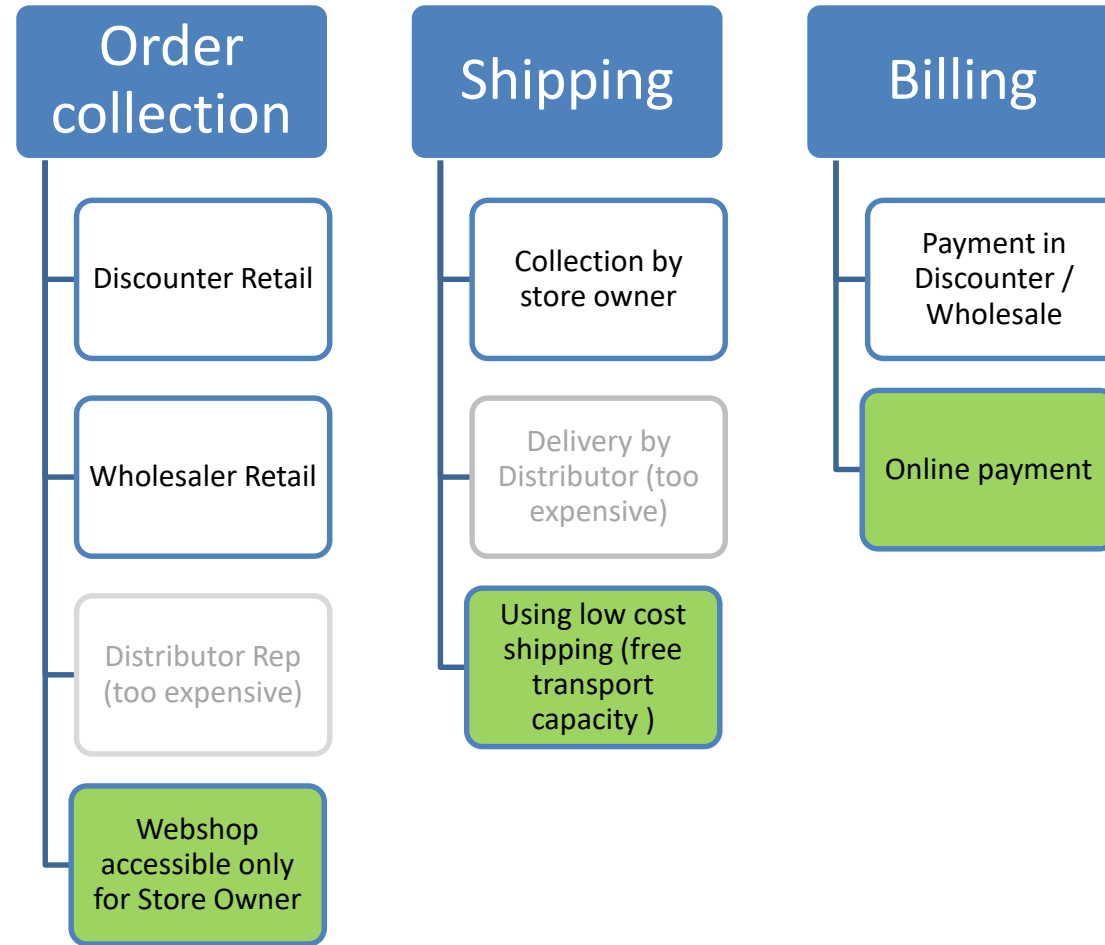 Order
collection
Discounter Retail
Wholesaler Retail
Distributor Rep
(too expensive)
Webshop
accessible only
for Store Owner
Shipping
Collection by
store owner
Delivery by
Distributor (too
expensive)
Using low cost
shipping (free
transport
capacity )
Billing
Payment in
Discounter /
Wholesale
Online payment